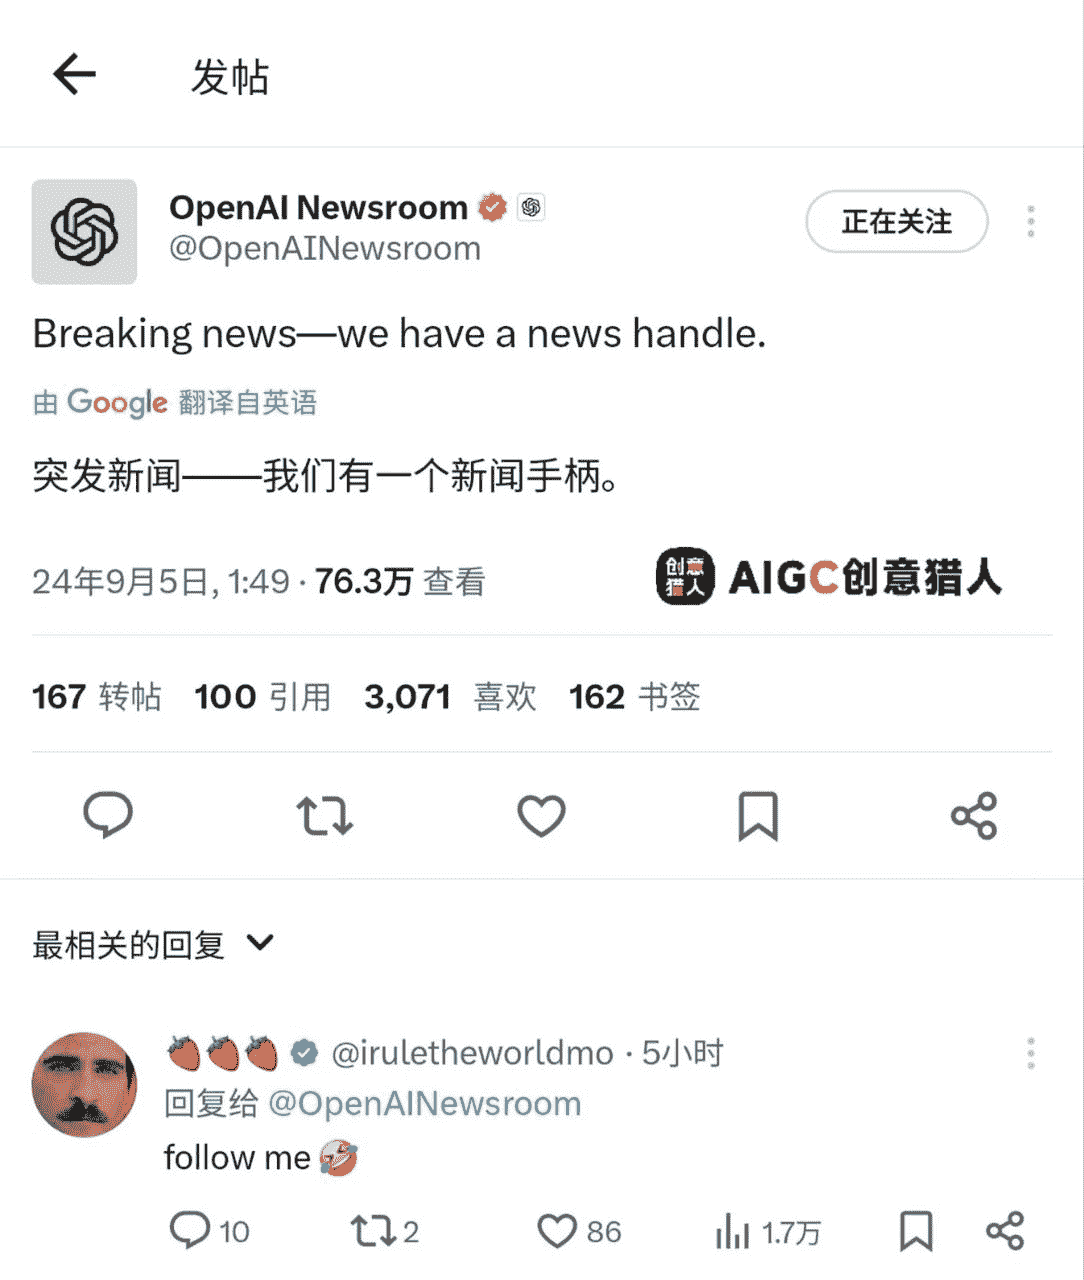 发帖
OpenAI Newsroom
@OpenAINewsroom
正在关注
Breaking news—we have a news handle.
由 Google 翻译自英语
突发新闻——我们有一个新闻手柄。
24年9月5日, 1:49 · 76.3万 查看
创意
猎人
AIGC创意猎人
167 转帖 100 引用 3,071 喜欢 162 书签
最相关的回复
@iruletheworldmo · 5小时
回复给 @OpenAINewsroom
follow me 🤣
10 2 86 1.7万